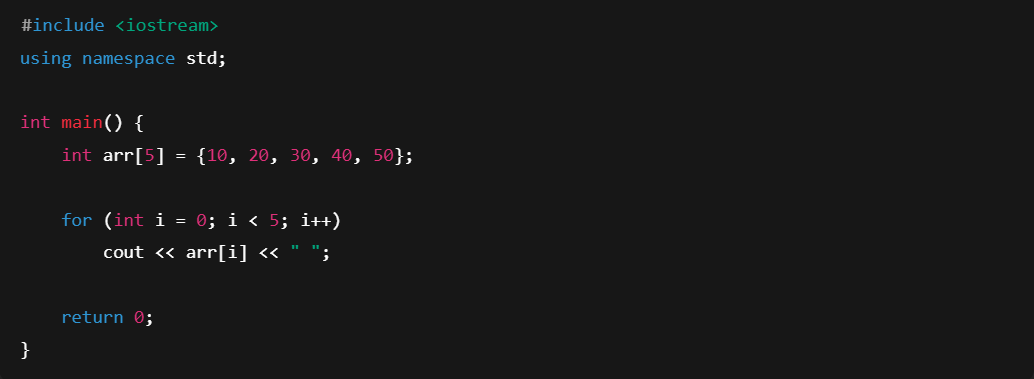 #include <iostream>
using namespace std;
int main() {
    int arr[5] = {10, 20, 30, 40, 50};
    for (int i = 0; i < 5; i++)
        cout << arr[i] << " ";
    return 0;
}